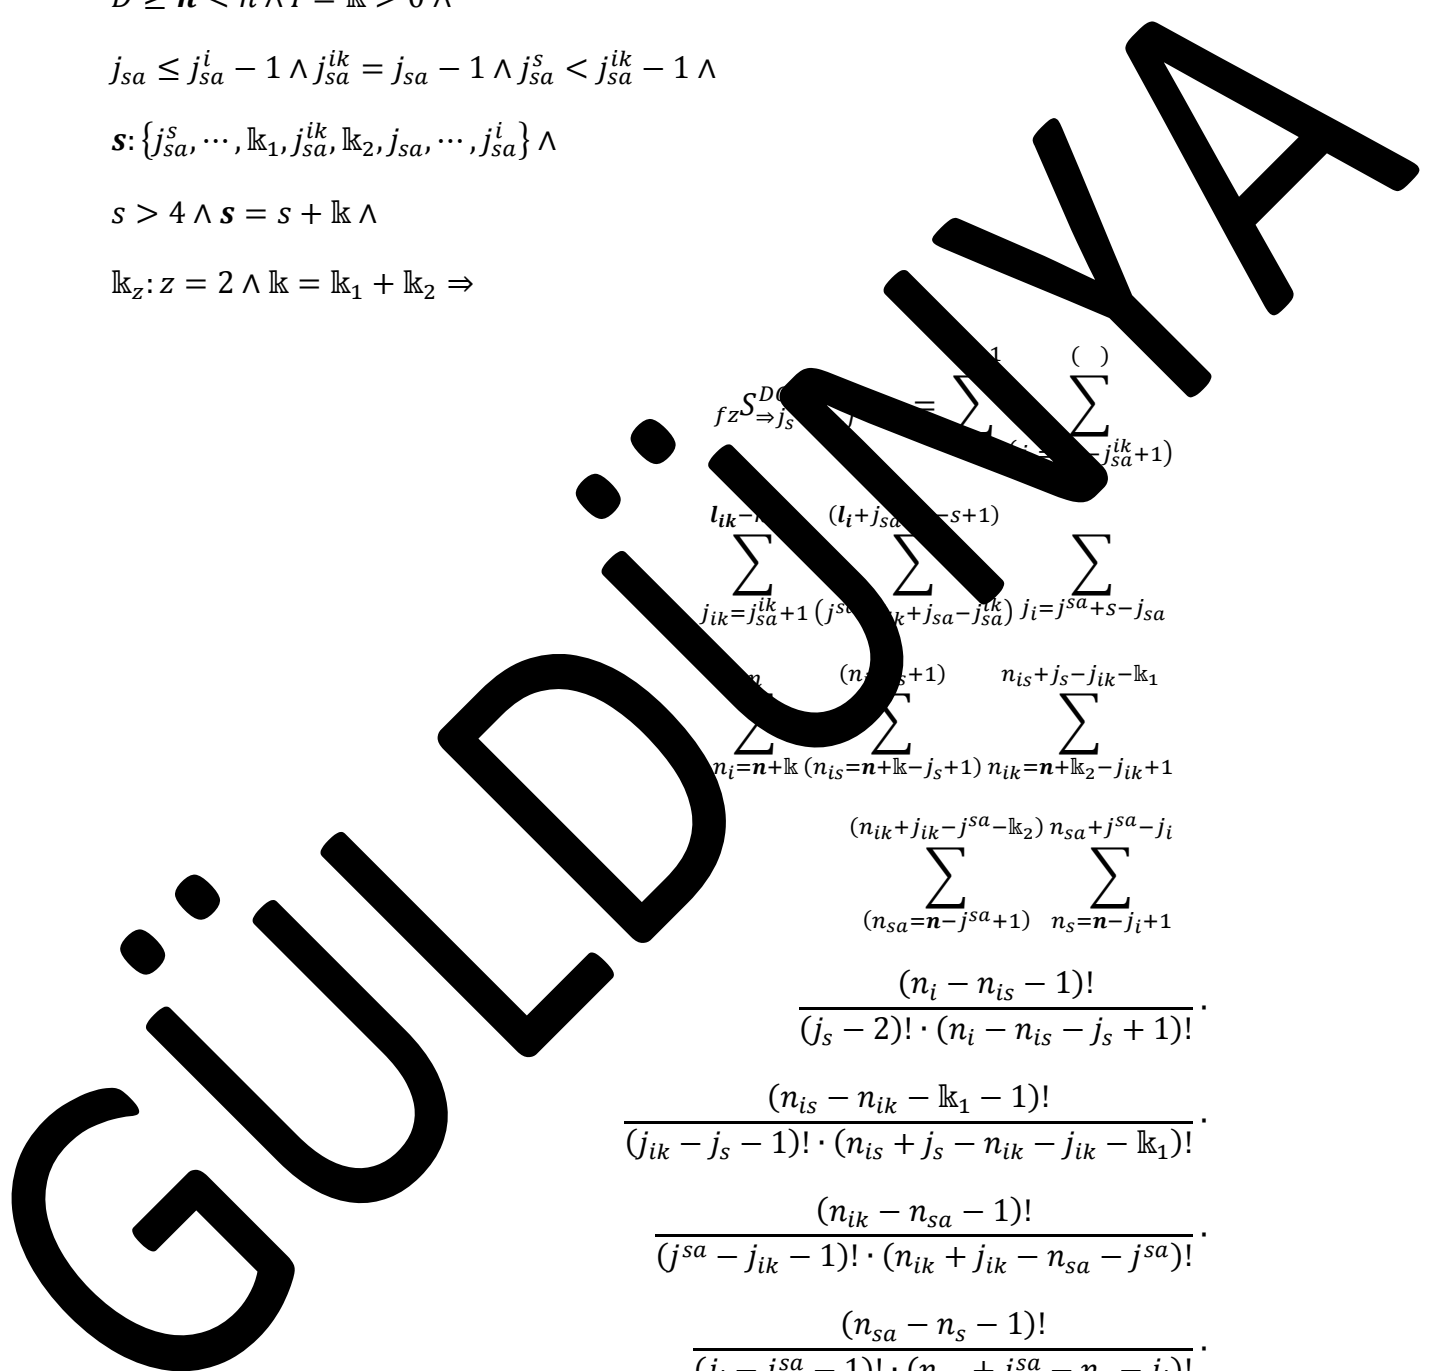 j_{sa} ≤ j_{sa}^{i} − 1 ∧ j_{sa}^{ik} = j_{sa} − 1 ∧ j_{sa}^{s} < j_{sa}^{ik} − 1 ∧
s: {j_{sa}^{s}, ⋯, 𝕜_1, j_{sa}^{ik}, 𝕜_2, j_{sa}, ⋯, j_{sa}^{i}} ∧
s > 4 ∧ s = s + 𝕜 ∧
𝕜_z: z = 2 ∧ 𝕜 = 𝕜_1 + 𝕜_2 ⇒
( )
=
∑ ∑
∑ ∑ ∑
j_{ik}=j_{sa}^{ik}+1 j_i=j^{sa}+s−j_{sa}
n_{is}+j_s−j_{ik}−𝕜_1
∑ ∑ ∑
n_i=n+𝕜 (n_{is}=n+𝕜−j_s+1) n_{ik}=n+𝕜_2−j_{ik}+1
(n_{ik}+j_{ik}−j^{sa}−𝕜_2) n_{sa}+j^{sa}−j_i
∑ ∑
(n_{sa}=n−j^{sa}+1) n_s=n−j_i+1
(n_i − n_{is} − 1)!
(j_s − 2)! · (n_i − n_{is} − j_s + 1)! ·
(n_{is} − n_{ik} − 𝕜_1 − 1)!
(j_{ik} − j_s − 1)! · (n_{is} + j_s − n_{ik} − j_{ik} − 𝕜_1)! ·
(n_{ik} − n_{sa} − 1)!
(j^{sa} − j_{ik} − 1)! · (n_{ik} + j_{ik} − n_{sa} − j^{sa})! ·
(n_{sa} − n_s − 1)!
GÜLDÜNYA